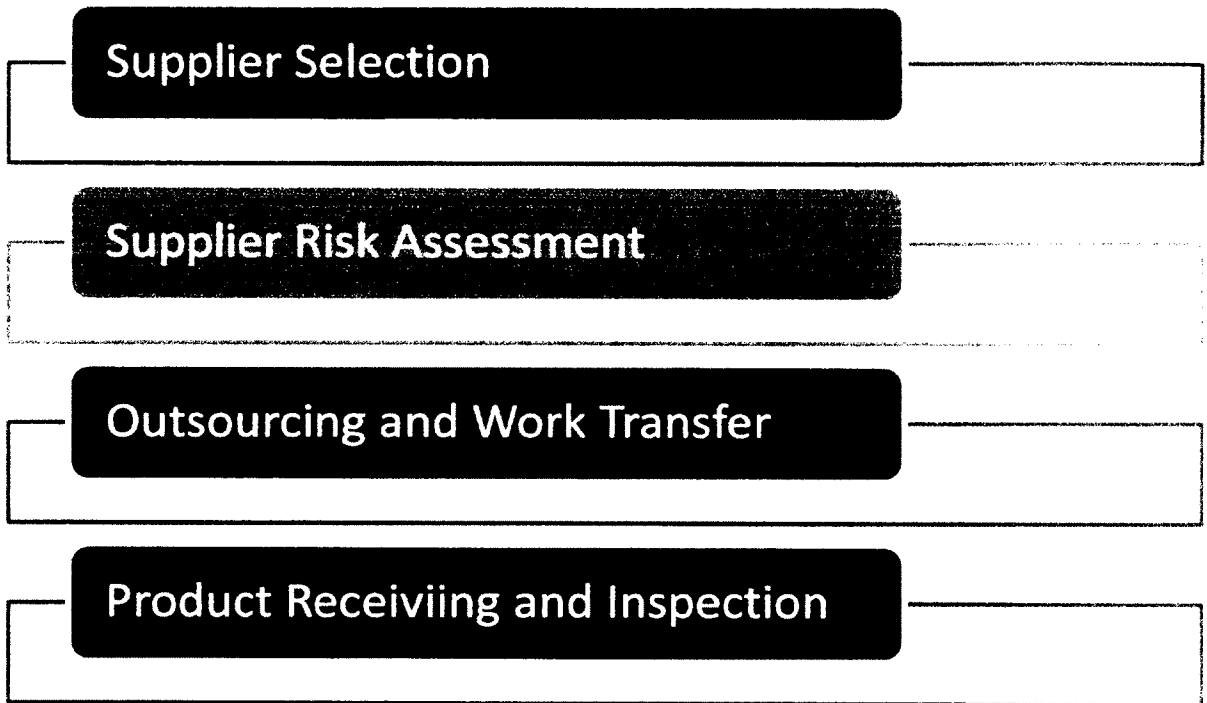 Supplier Selection
Supplier Risk Assessment
Outsourcing and Work Transfer
Product Receiviing and Inspection